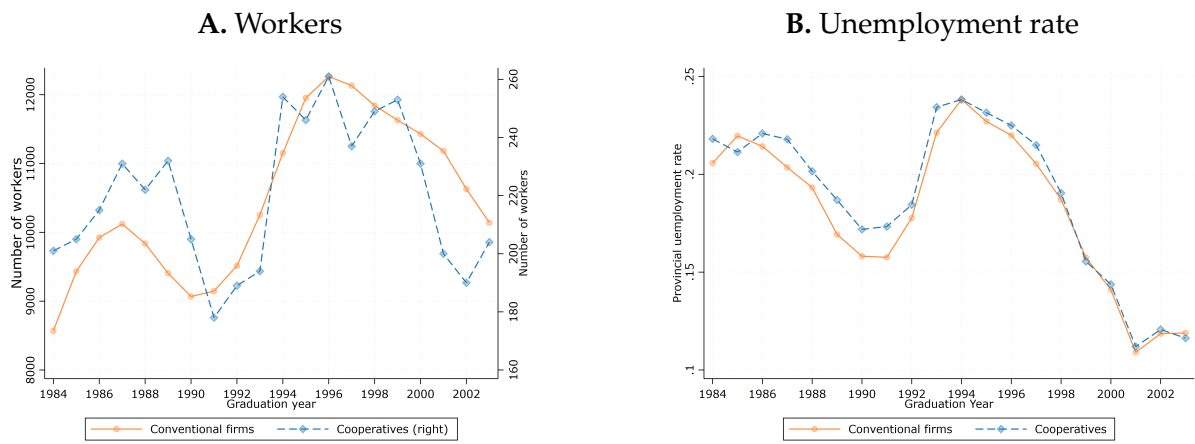 A. Workers
Number of workers
8000 9000 10000 11000 12000
160 180 200 220 240 260
Number of workers
1984 1986 1988 1990 1992 1994 1996 1998 2000 2002
Graduation year
Conventional firms Cooperatives (right)
B. Unemployment rate
Provincial uemployment rate
.1 .15 .2 .25
1984 1986 1988 1990 1992 1994 1996 1998 2000 2002
Graduation Year
Conventional firms Cooperatives